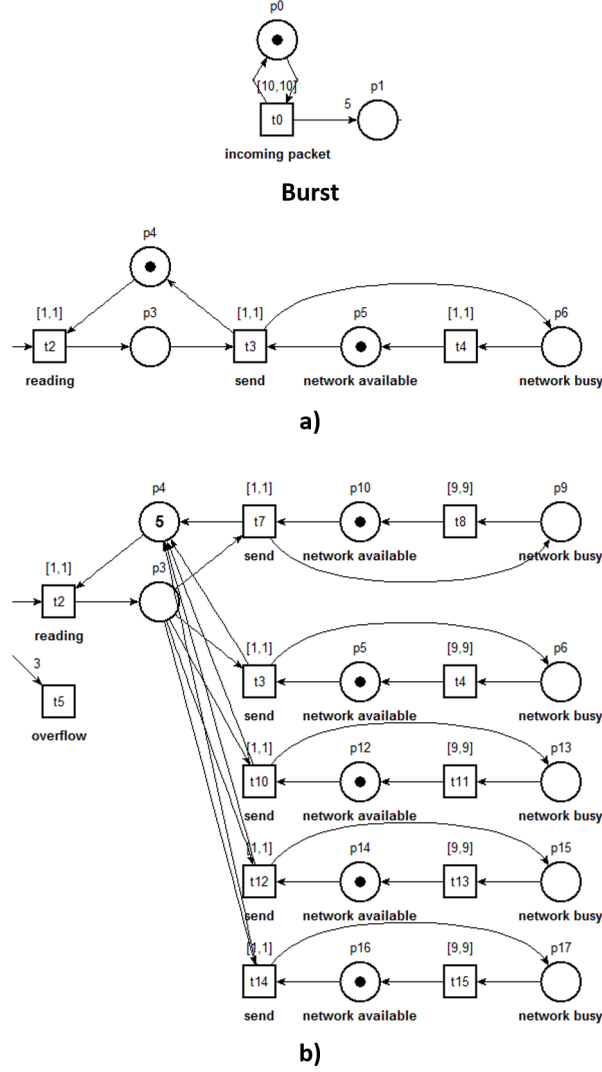 p0
[10,10]
p1
5
t0
incoming packet
Burst
p4
[1,1] p3 [1,1] p5 [1,1] p6
t2 t3 t4
reading send network available network busy
a)
p4 [1,1] p10 [9,9] p9
5 t7 t8
[1,1] p3 send network available network busy
t2
reading
3 [1,1] p5 [9,9] p6
t5 t3 t4
overflow send network available network busy
[1,1] p12 [9,9] p13
t10 t11
send network available network busy
[1,1] p14 [9,9] p15
t12 t13
send network available network busy
[1,1] p16 [9,9] p17
t14 t15
send network available network busy
b)